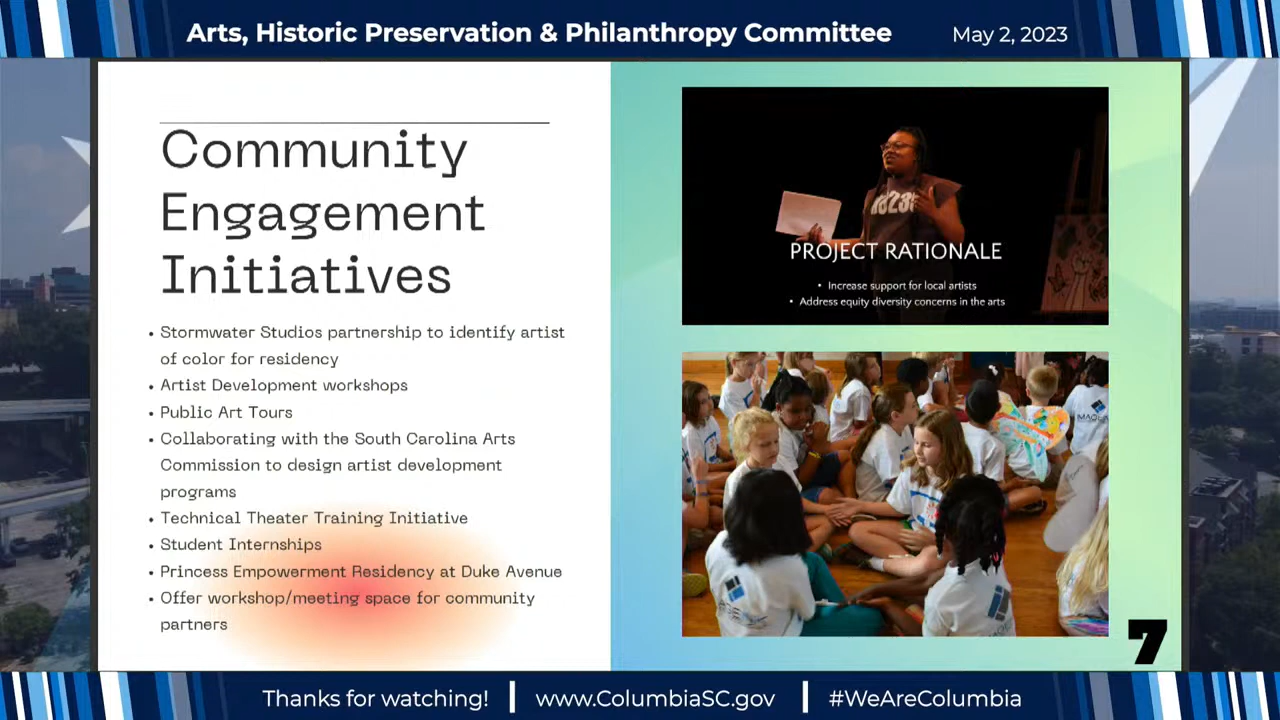 Arts, Historic Preservation & Philanthropy Committee
May 2, 2023
Community
Engagement
Initiatives
• Stormwater Studios partnership to identify artist
of color for residency
• Artist Development workshops
• Public Art Tours
• Collaborating with the South Carolina Arts
Commission to design artist development
programs
• Technical Theater Training Initiative
• Student Internships
• Princess Empowerment Residency at Duke Avenue
• Offer workshop/meeting space for community
partners
PROJECT RATIONALE
• Increase support for local artists
• Address equity diversity concerns in the arts
7
Thanks for watching! | www.ColumbiaSC.gov | #WeAreColumbia